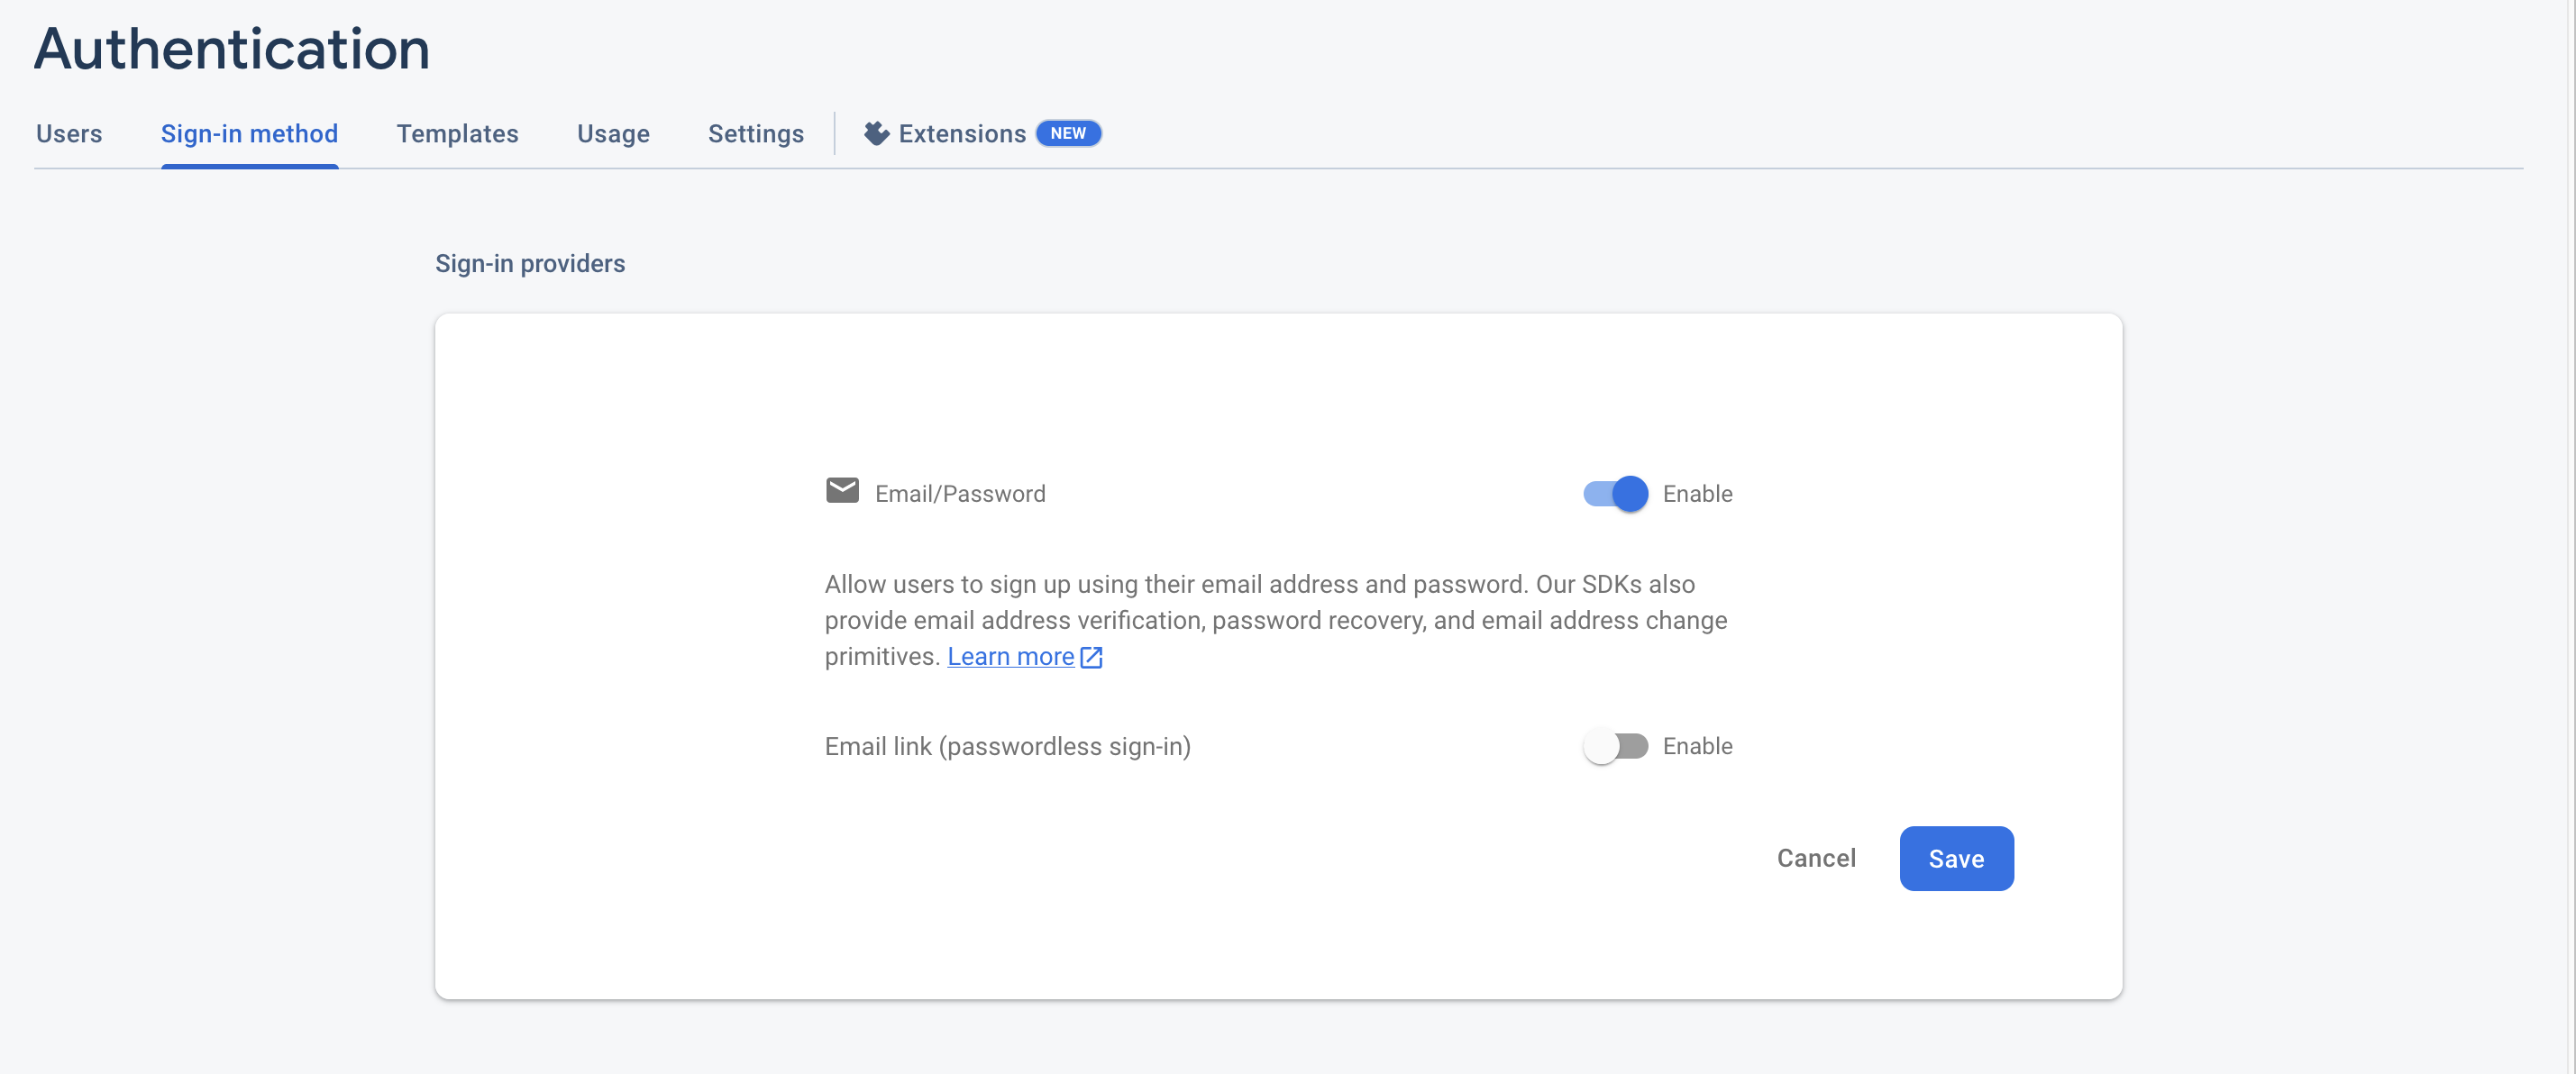 Authentication
Users Sign-in method Templates Usage Settings Extensions NEW
Sign-in providers
Email/Password Enable
Allow users to sign up using their email address and password. Our SDKs also
provide email address verification, password recovery, and email address change
primitives. Learn more
Email link (passwordless sign-in) Enable
Cancel Save